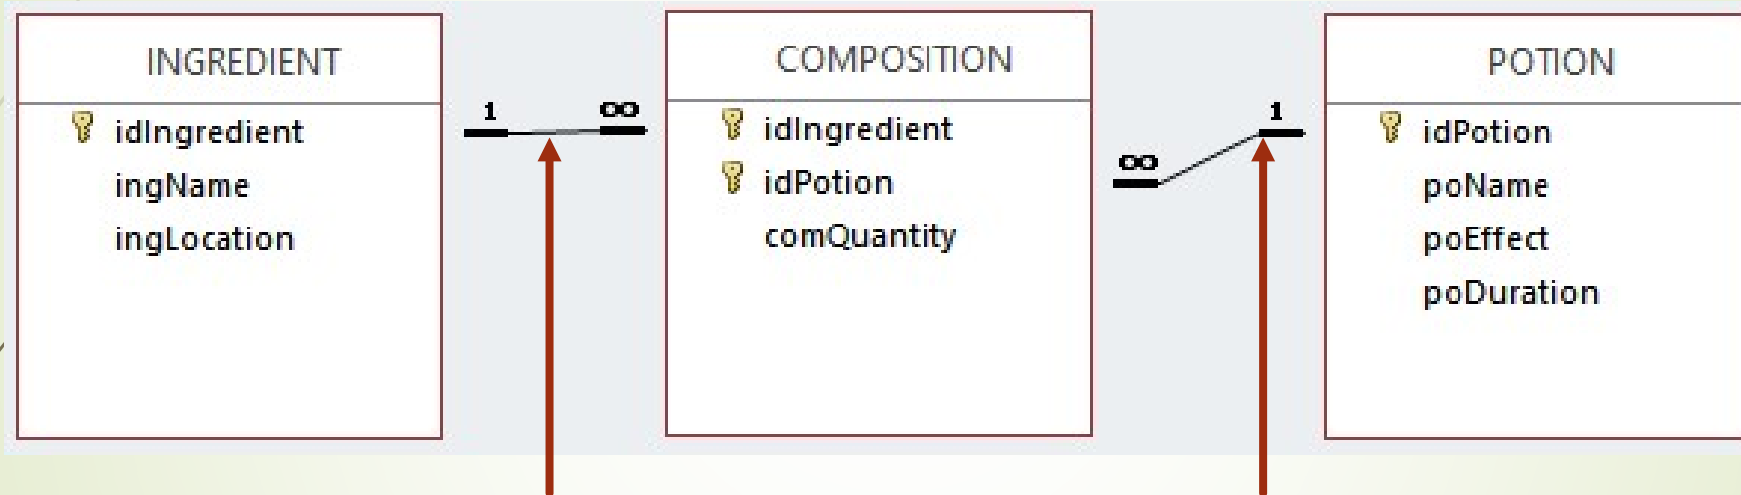 INGREDIENT
idIngredient
ingName
ingLocation
1
∞
COMPOSITION
idIngredient
idPotion
comQuantity
∞
1
POTION
idPotion
poName
poEffect
poDuration